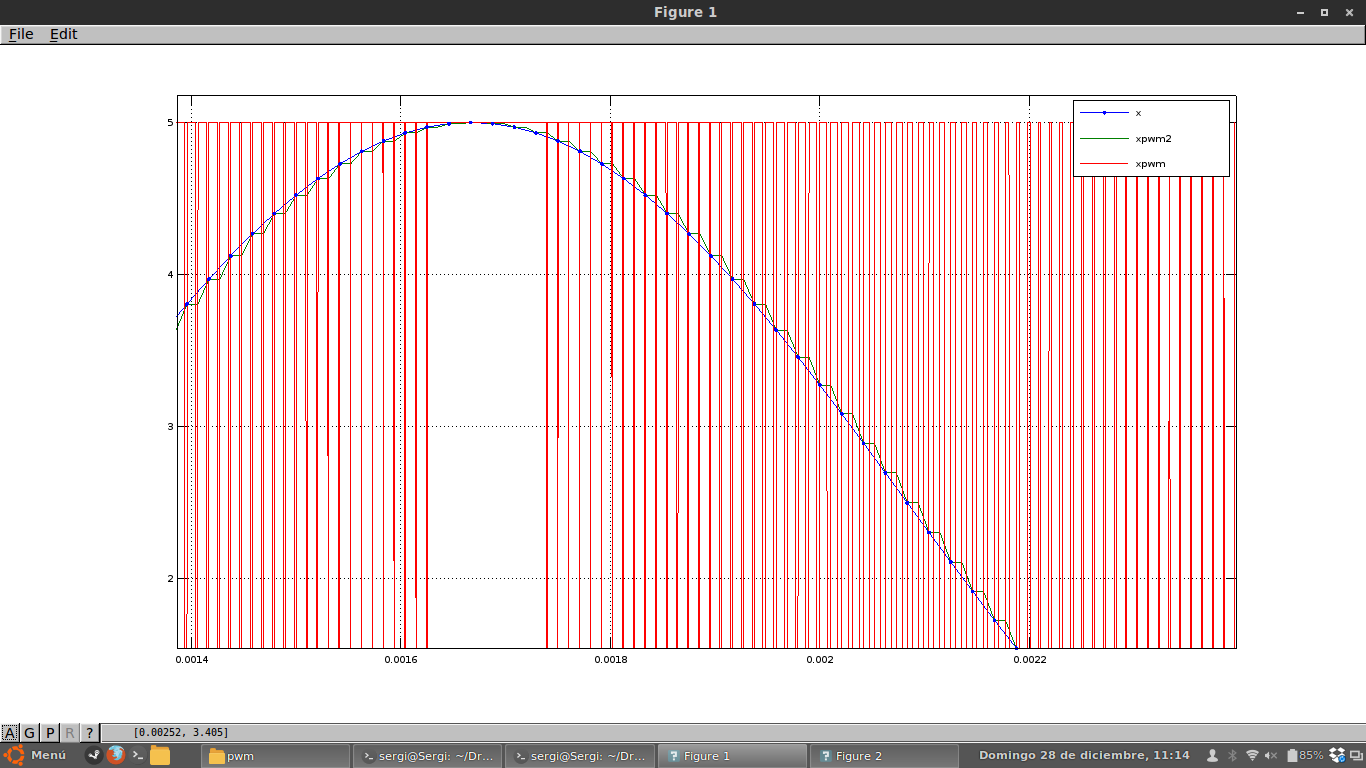 Figure 1
File Edit
x
xpwm2
xpwm
5
4
3
2
0.0014 0.0016 0.0018 0.002 0.0022
A G P R ? [0.00252, 3.405]
Menú pwm sergi@Sergi: ~/Dr... sergi@Sergi: ~/Dr... Figure 1 Figure 2 Domingo 28 de diciembre, 11:14 85%